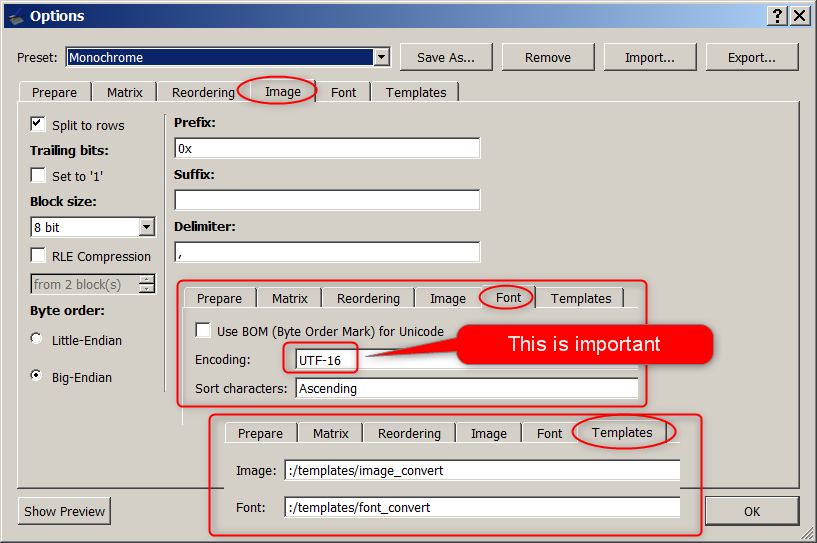 Options
Preset: Monochrome Save As... Remove Import... Export...
Prepare Matrix Reordering Image Font Templates
Split to rows
Trailing bits:
Set to '1'
Block size:
8 bit
RLE Compression
from 2 block(s)
Byte order:
Little-Endian
Big-Endian
Prefix:
0x
Suffix:
Delimiter:
,
Prepare Matrix Reordering Image Font Templates
Use BOM (Byte Order Mark) for Unicode
Encoding: UTF-16
This is important
Sort characters: Ascending
Prepare Matrix Reordering Image Font Templates
Image: :/templates/image_convert
Font: :/templates/font_convert
Show Preview OK